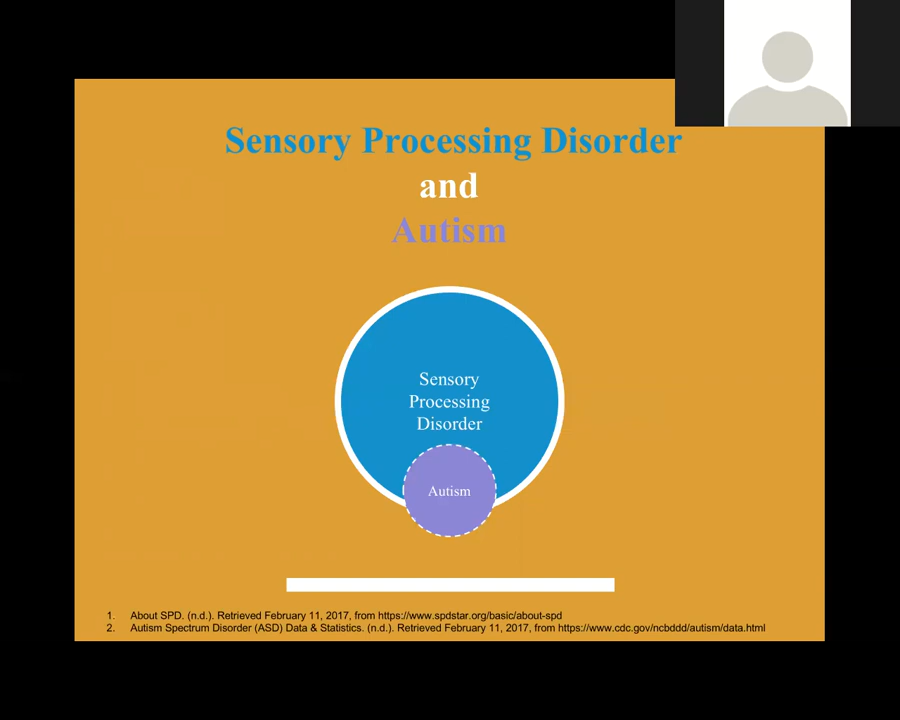 Sensory Processing Disorder
and
Autism
Sensory
Processing
Disorder
Autism
1. About SPD. (n.d.). Retrieved February 11, 2017, from https://www.spdstar.org/basic/about-spd
2. Autism Spectrum Disorder (ASD) Data & Statistics. (n.d.). Retrieved February 11, 2017, from https://www.cdc.gov/ncbddd/autism/data.html